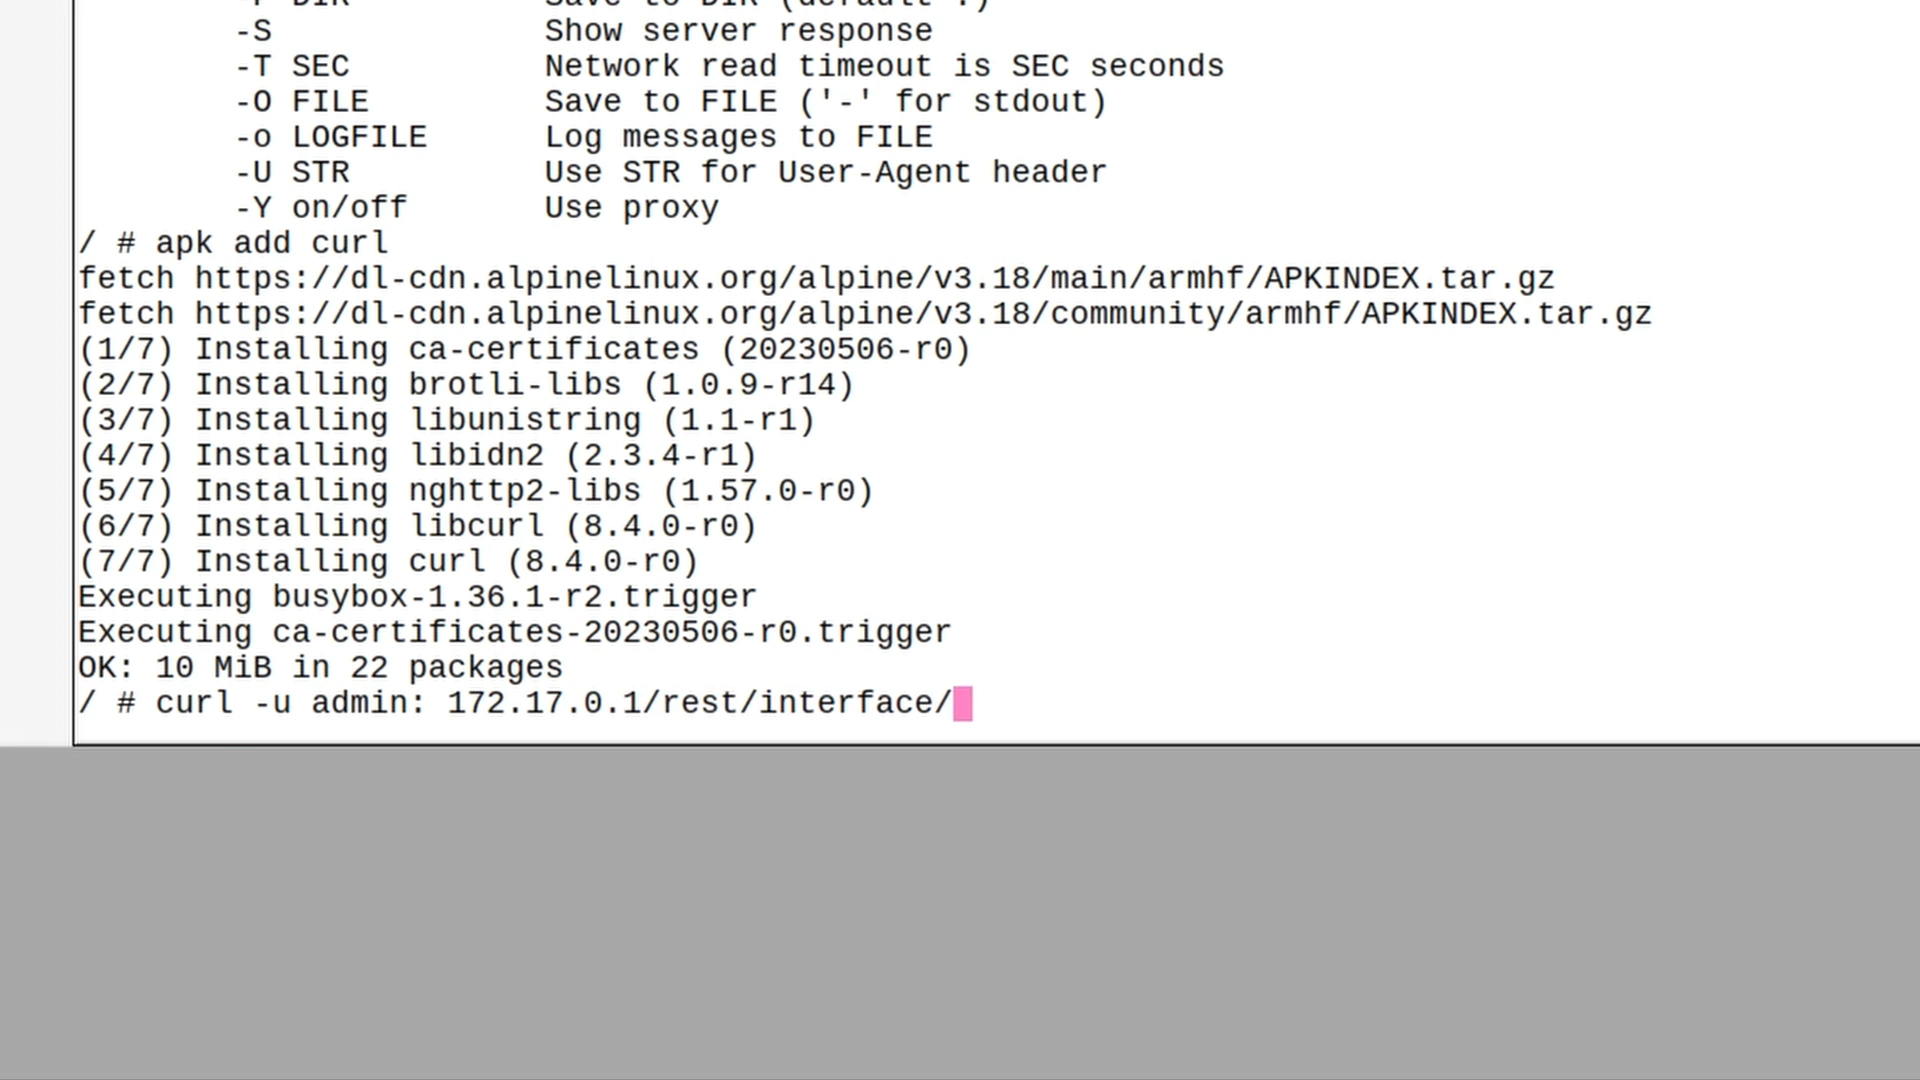 -S Show server response
-T SEC Network read timeout is SEC seconds
-O FILE Save to FILE ('-' for stdout)
-o LOGFILE Log messages to FILE
-U STR Use STR for User-Agent header
-Y on/off Use proxy
/ # apk add curl
fetch https://dl-cdn.alpinelinux.org/alpine/v3.18/main/armhf/APKINDEX.tar.gz
fetch https://dl-cdn.alpinelinux.org/alpine/v3.18/community/armhf/APKINDEX.tar.gz
(1/7) Installing ca-certificates (20230506-r0)
(2/7) Installing brotli-libs (1.0.9-r14)
(3/7) Installing libunistring (1.1-r1)
(4/7) Installing libidn2 (2.3.4-r1)
(5/7) Installing nghttp2-libs (1.57.0-r0)
(6/7) Installing libcurl (8.4.0-r0)
(7/7) Installing curl (8.4.0-r0)
Executing busybox-1.36.1-r2.trigger
Executing ca-certificates-20230506-r0.trigger
OK: 10 MiB in 22 packages
/ # curl -u admin: 172.17.0.1/rest/interface/